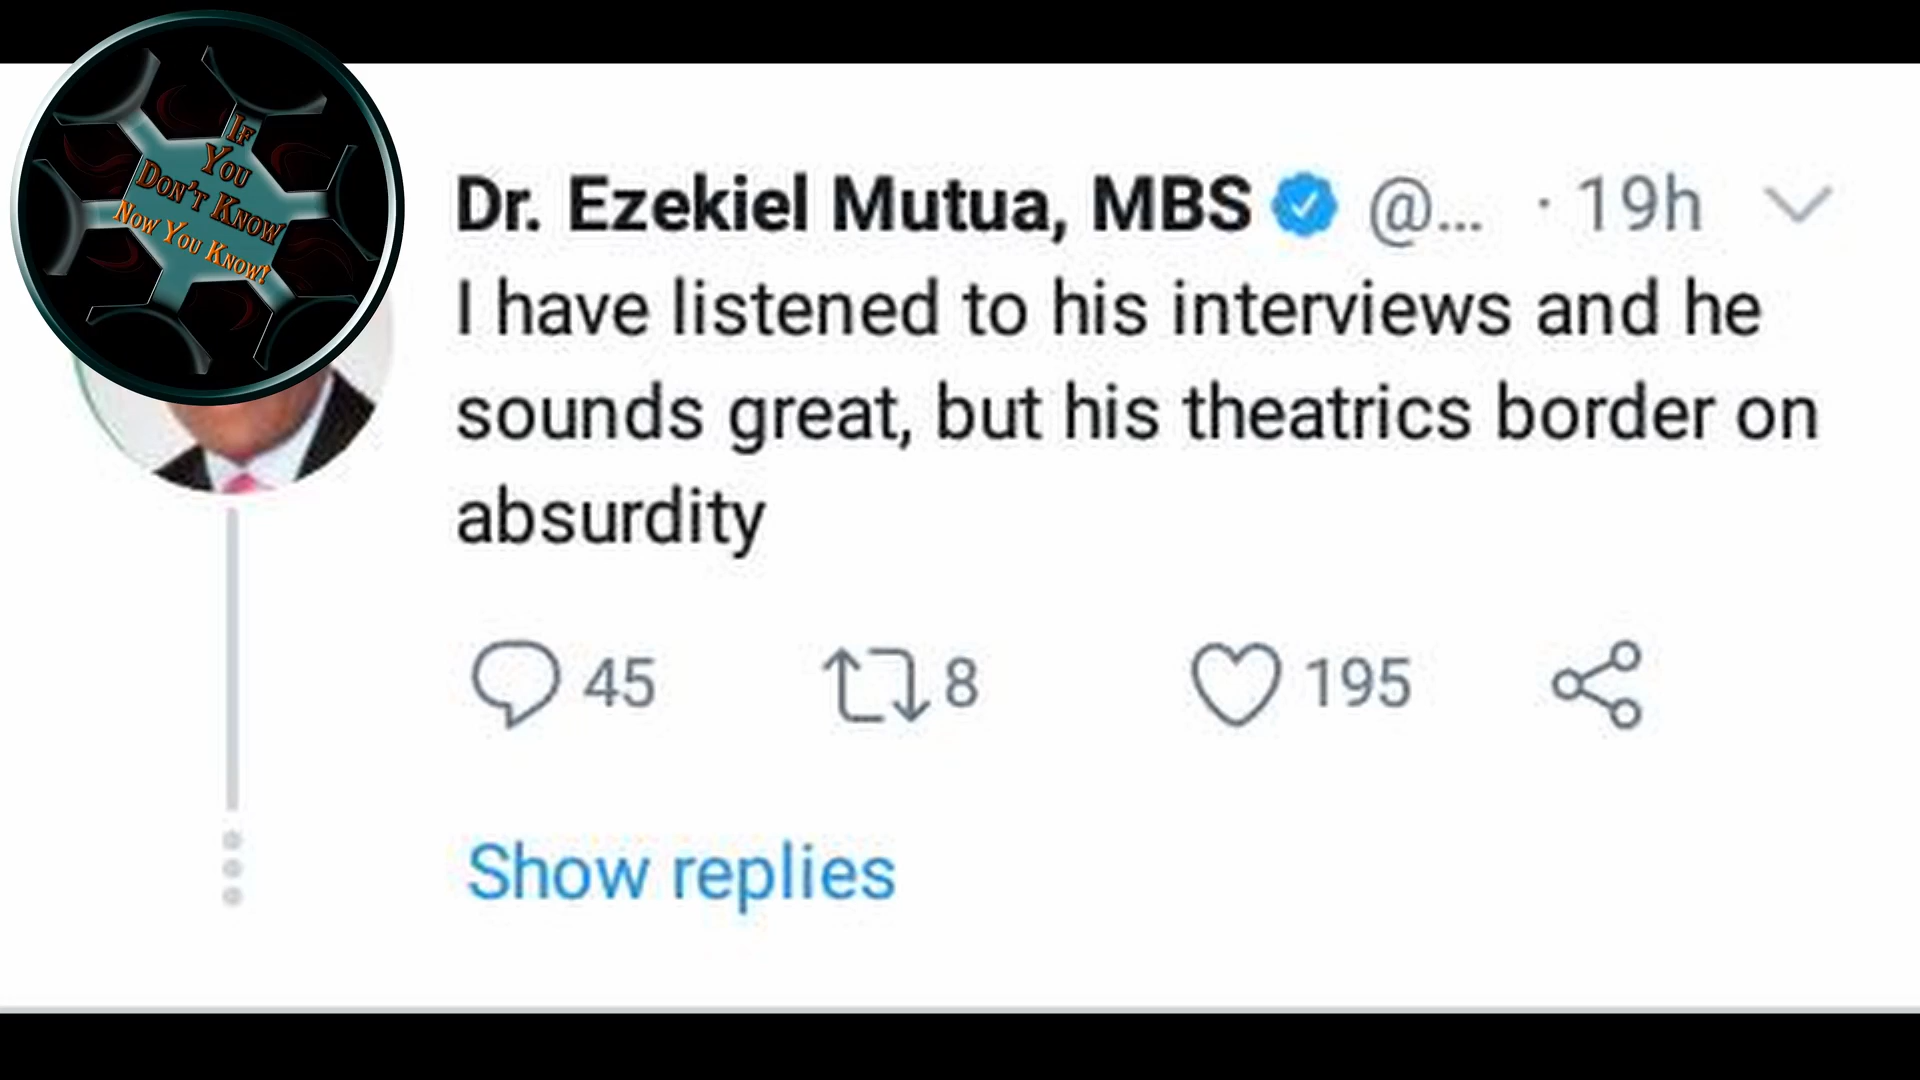 If
You
Don't Know
Now You Know!
Dr. Ezekiel Mutua, MBS @... · 19h
I have listened to his interviews and he
sounds great, but his theatrics border on
absurdity
45 8 195
Show replies